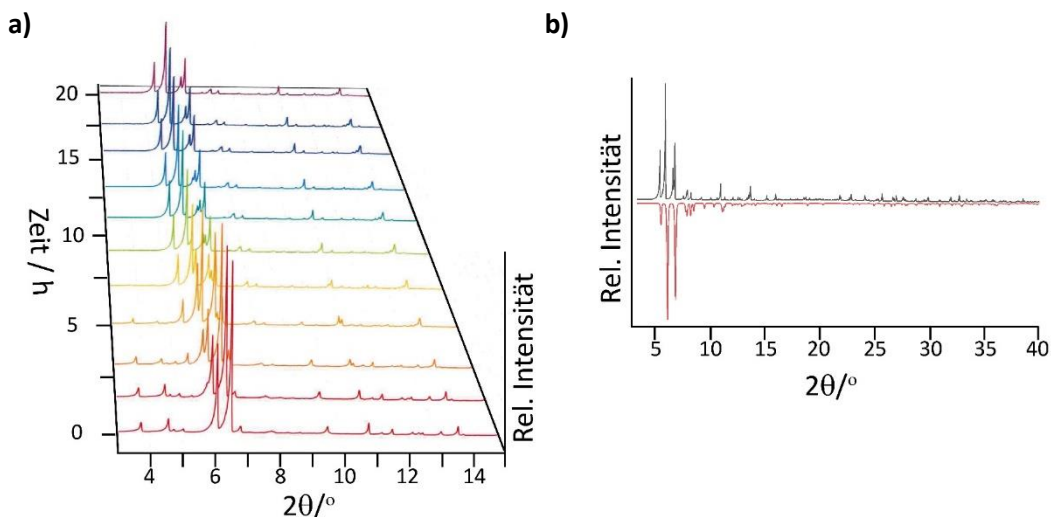 a)
20
15
10
5
0
Zeit / h
4 6 8 10 12 14
2θ/°
Rel. Intensität
b)
Rel. Intensität
5 10 15 20 25 30 35 40
2θ/°